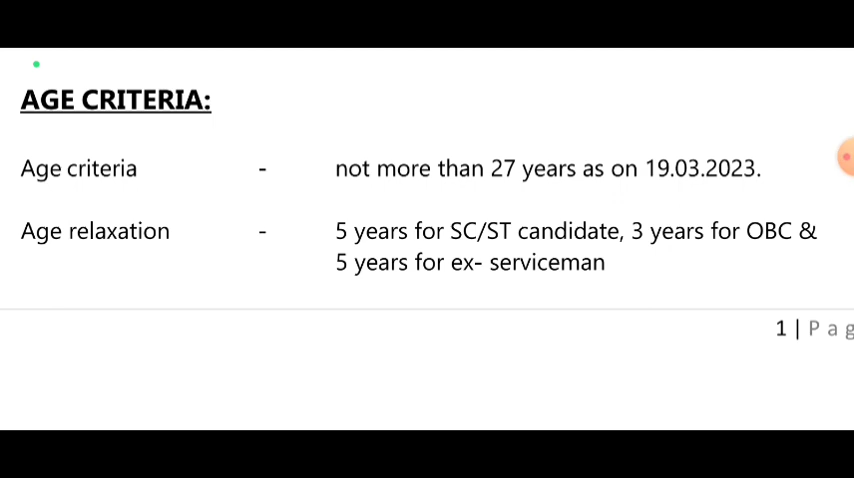 AGE CRITERIA:
Age criteria - not more than 27 years as on 19.03.2023.
Age relaxation - 5 years for SC/ST candidate, 3 years for OBC &
5 years for ex- serviceman
1 | P a g